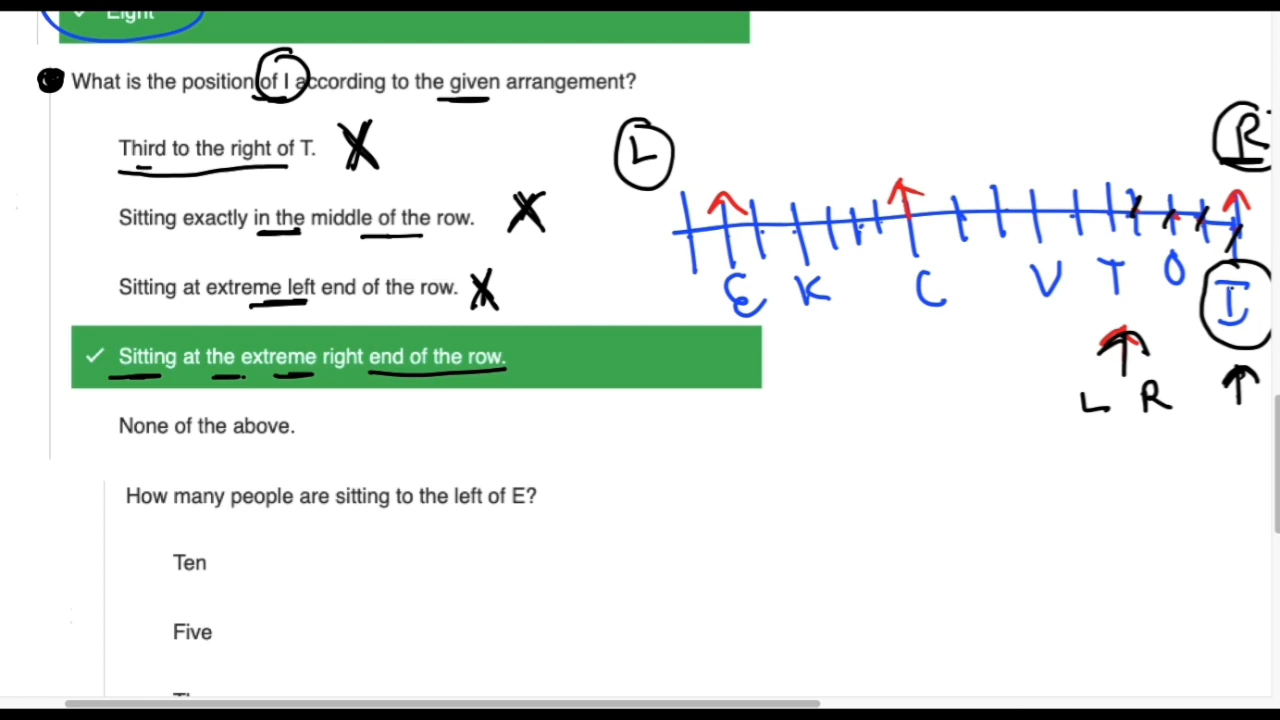 Eight
What is the position of I according to the given arrangement?
Third to the right of T.
Sitting exactly in the middle of the row.
Sitting at extreme left end of the row.
Sitting at the extreme right end of the row.
None of the above.
How many people are sitting to the left of E?
Ten
Five
L R
E K C V T O I
L R